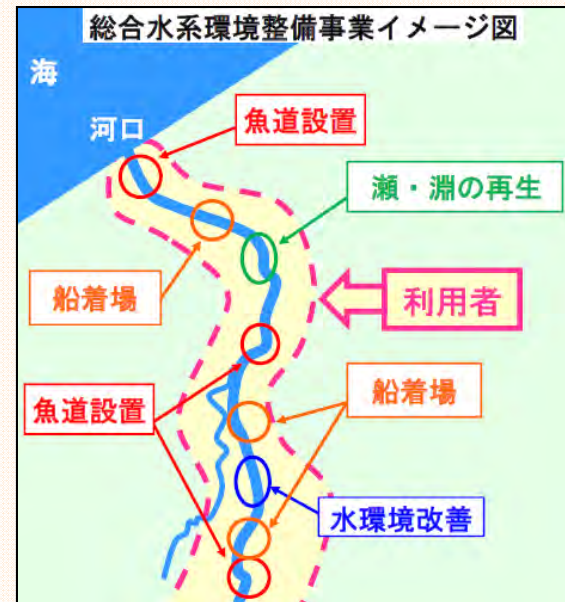 総合水系環境整備事業イメージ図
海
河口
魚道設置
瀬・淵の再生
船着場
利用者
魚道設置
船着場
水環境改善